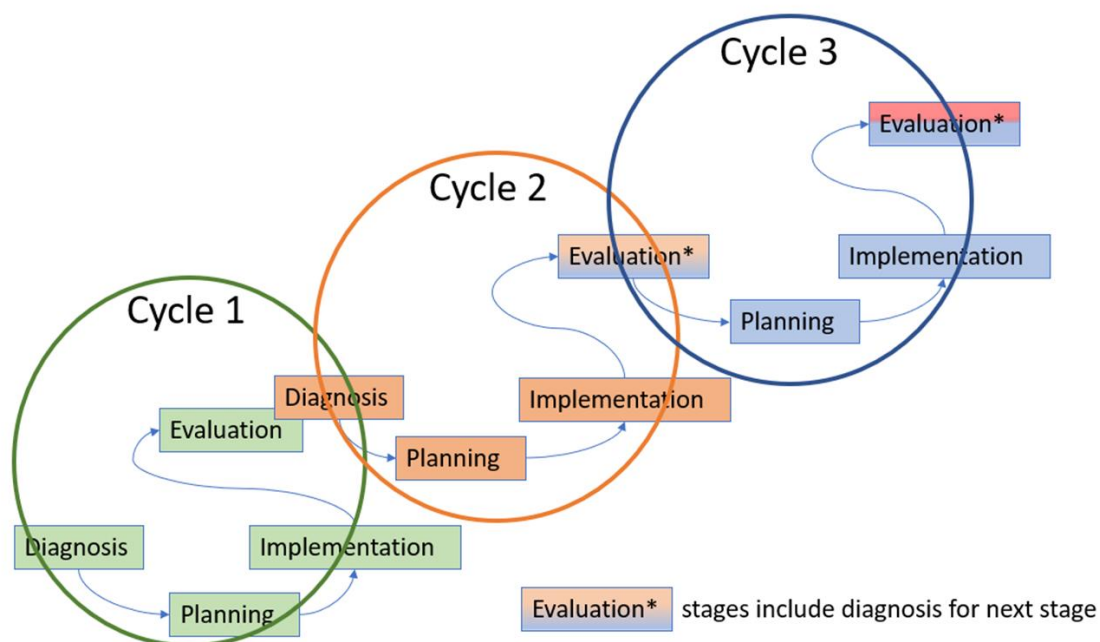 Cycle 3
Evaluation*
Cycle 2
Evaluation*
Implementation
Planning
Cycle 1
Diagnosis
Implementation
Evaluation
Planning
Diagnosis
Implementation
Planning
Evaluation* stages include diagnosis for next stage